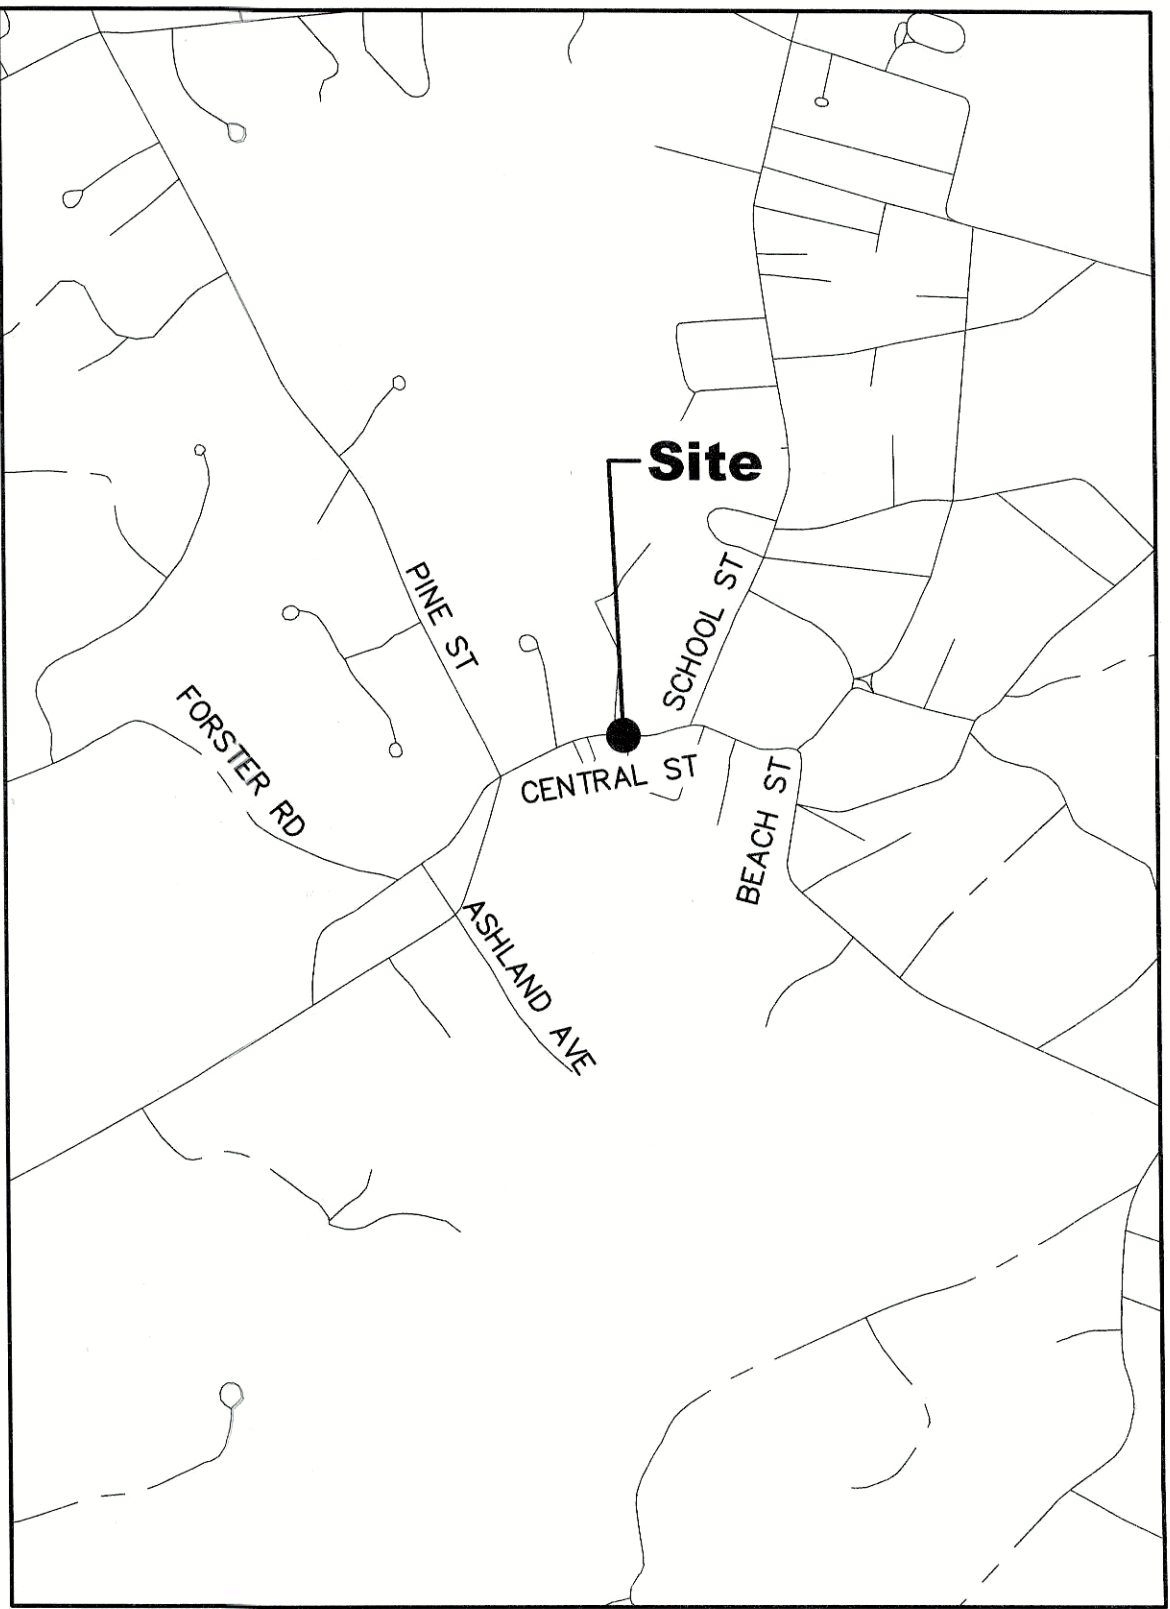 Site
PINE ST
SCHOOL ST
FORSTER RD
CENTRAL ST
BEACH ST
ASHLAND AVE